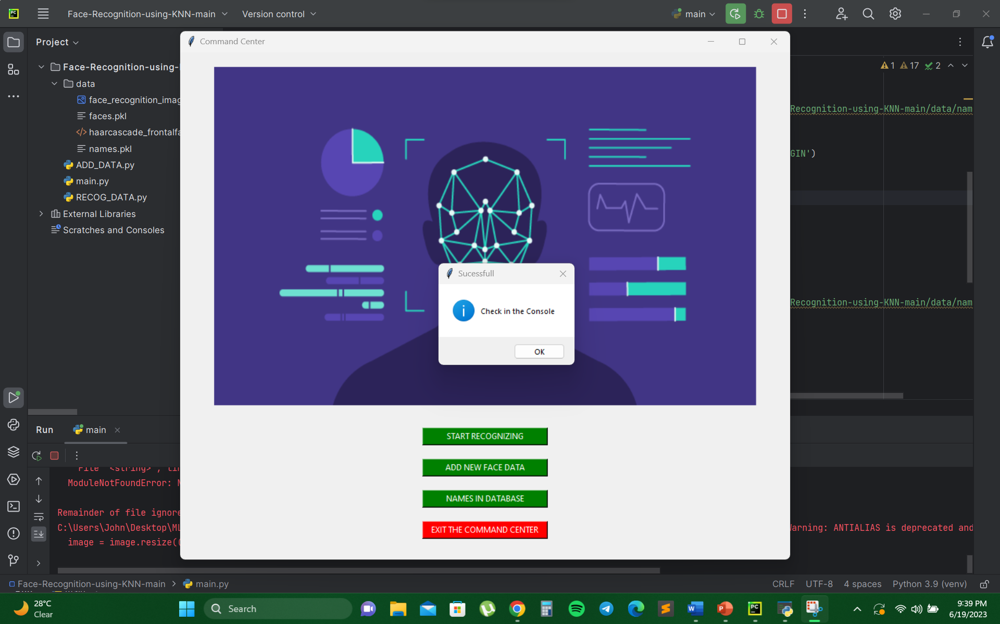 Face-Recognition-using-KNN-main
Version control
main
Project
Command Center
Face-Recognition-using-
data
face_recognition_imag
faces.pkl
haarcascade_frontalfa
names.pkl
ADD_DATA.py
main.py
RECOG_DATA.py
External Libraries
Scratches and Consoles
1 17 2
Recognition-using-KNN-main/data/nam
GIN')
Recognition-using-KNN-main/data/nam
Sucessfull
Check in the Console
OK
START RECOGNIZING
ADD NEW FACE DATA
NAMES IN DATABASE
EXIT THE COMMAND CENTER
Run
main
File "<string>", lin
ModuleNotFoundError: N
Remainder of file ignore
C:\Users\John\Desktop\ML
Warning: ANTIALIAS is deprecated and
image = image.resize((
Face-Recognition-using-KNN-main > main.py
CRLF UTF-8 4 spaces Python 3.9 (venv)
28°C
Clear
Search
9:39 PM
6/19/2023